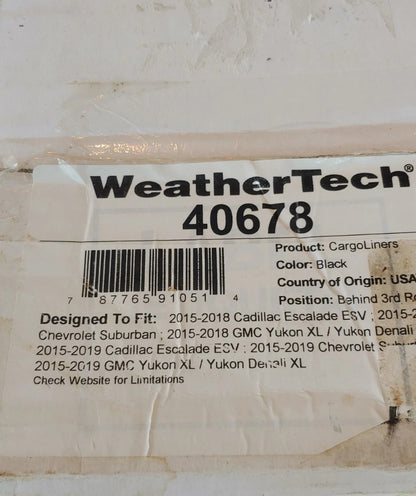 WeatherTech®
40678
Product: CargoLiners
Color: Black
Country of Origin: USA
Position: Behind 3rd
7 87765 91051 4
Designed To Fit: 2015-2018 Cadillac Escalade ESV ; 2015-2
Chevrolet Suburban ; 2015-2018 GMC Yukon XL / Yukon Denali
2015-2019 Cadillac Escalade ESV ; 2015-2019 Chevrolet
2015-2019 GMC Yukon XL / Yukon Denali XL
Check Website for Limitations